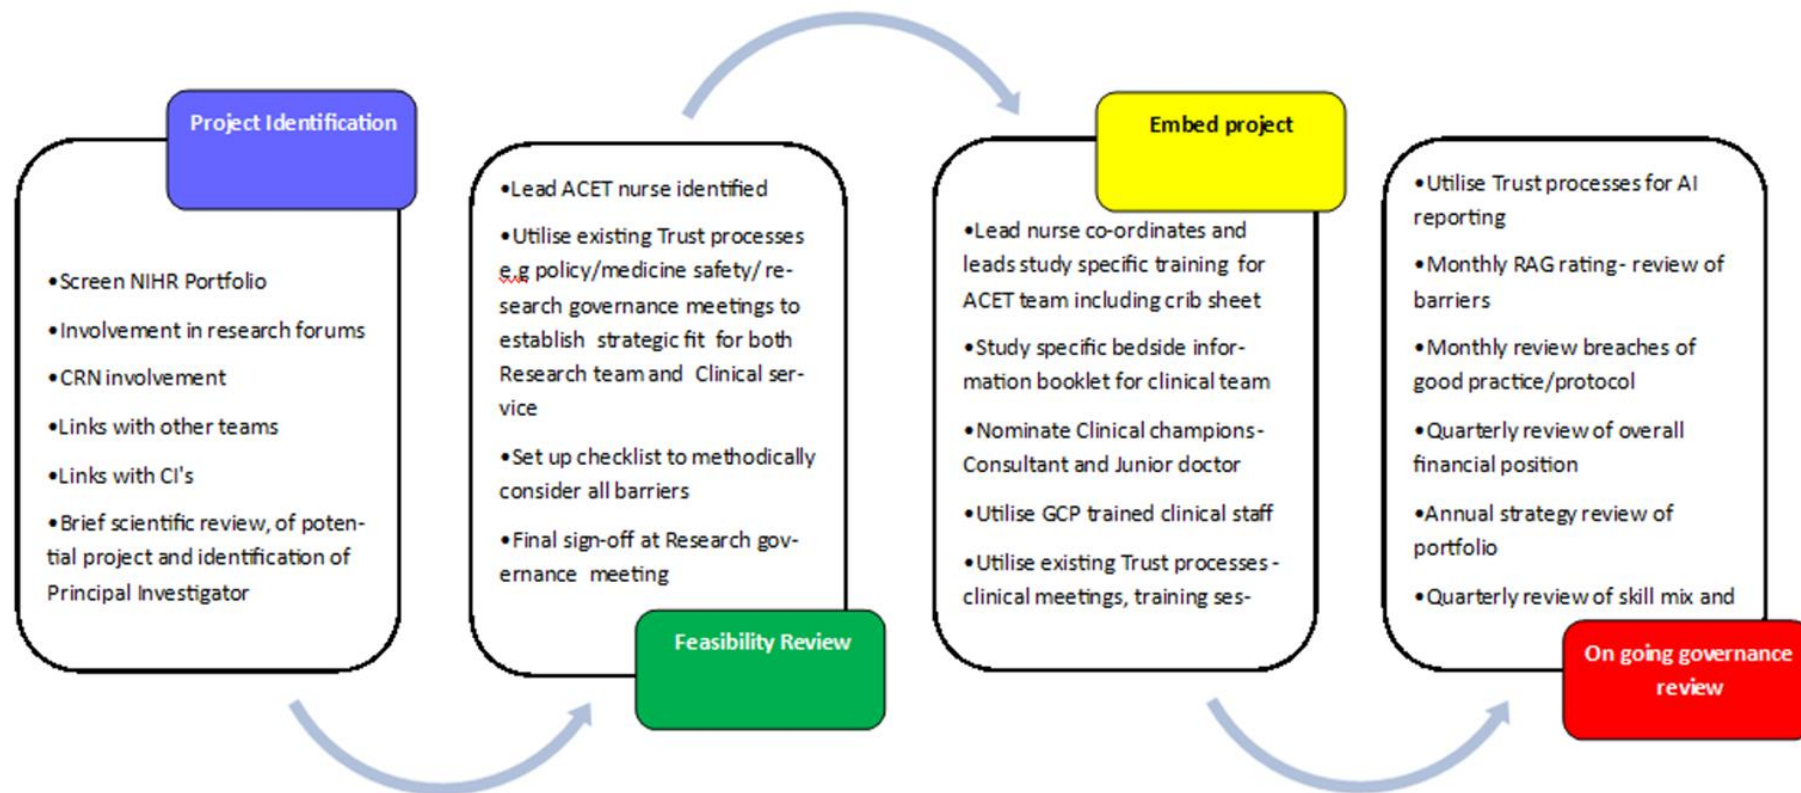 Project Identification
•Screen NIHR Portfolio
•Involvement in research forums
•CRN involvement
•Links with other teams
•Links with CI's
•Brief scientific review, of poten-
tial project and identification of
Principal Investigator
•Lead ACET nurse identified
•Utilise existing Trust processes
e.g policy/medicine safety/ re-
search governance meetings to
establish strategic fit for both
Research team and Clinical ser-
vice
•Set up checklist to methodically
consider all barriers
•Final sign-off at Research gov-
ernance meeting
Feasibility Review
Embed project
•Lead nurse co-ordinates and
leads study specific training for
ACET team including crib sheet
•Study specific bedside infor-
mation booklet for clinical team
•Nominate Clinical champions-
Consultant and Junior doctor
•Utilise GCP trained clinical staff
•Utilise existing Trust processes -
clinical meetings, training ses-
•Utilise Trust processes for AI
reporting
•Monthly RAG rating- review of
barriers
•Monthly review breaches of
good practice/protocol
•Quarterly review of overall
financial position
•Annual strategy review of
portfolio
•Quarterly review of skill mix and
On going governance
review